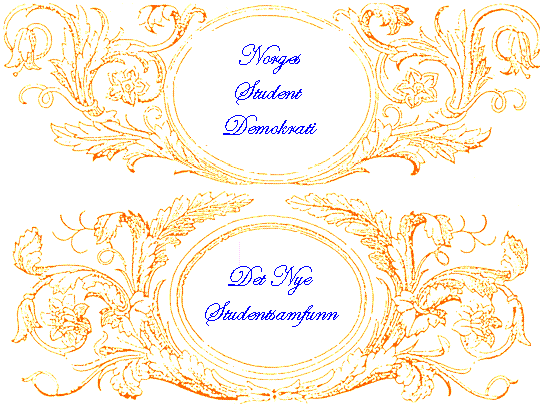 Norges
Student
Demokrati
Det Nye
Studentsamfunn